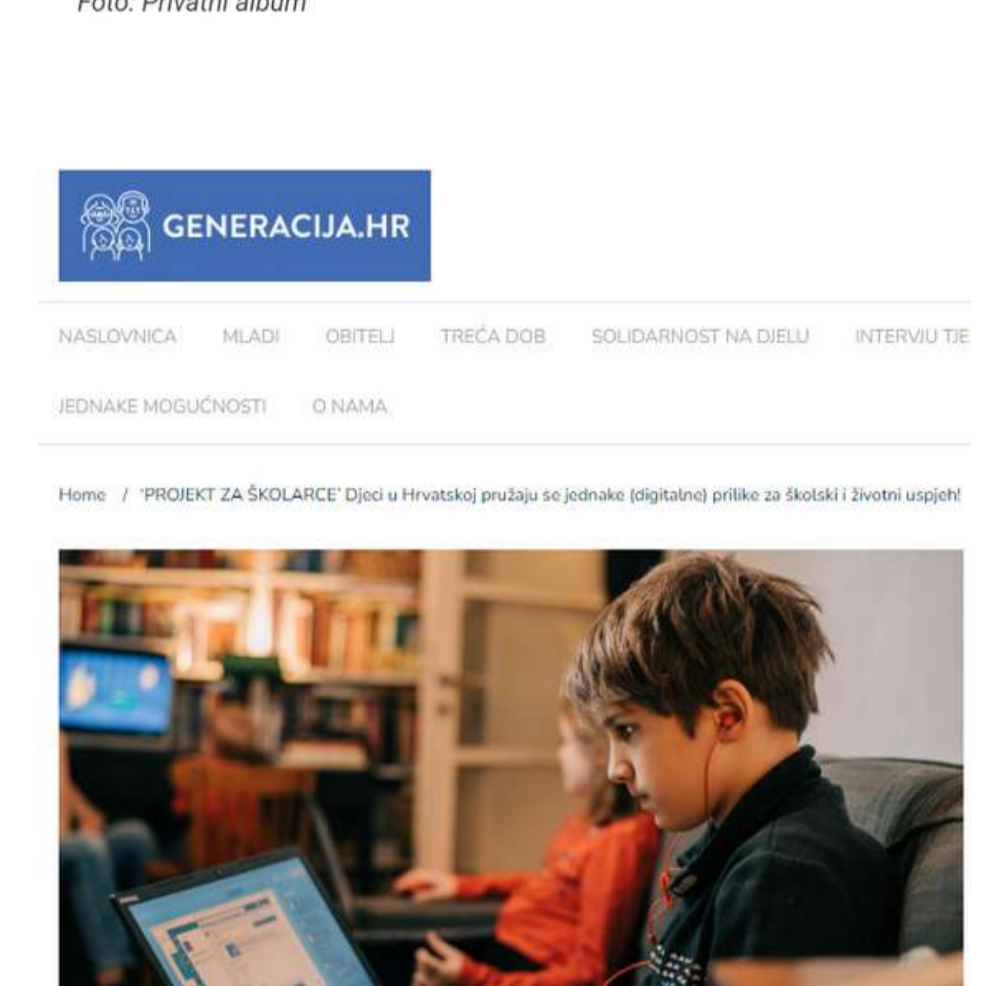 Foto: Privatni album
GENERACIJA.HR
NASLOVNICA MLADI OBITELJ TREĆA DOB SOLIDARNOST NA DJELU INTERVJU TJE
JEDNAKE MOGUĆNOSTI O NAMA
Home / 'PROJEKT ZA ŠKOLARCE' Djeci u Hrvatskoj pružaju se jednake (digitalne) prilike za školski i životni uspjeh!